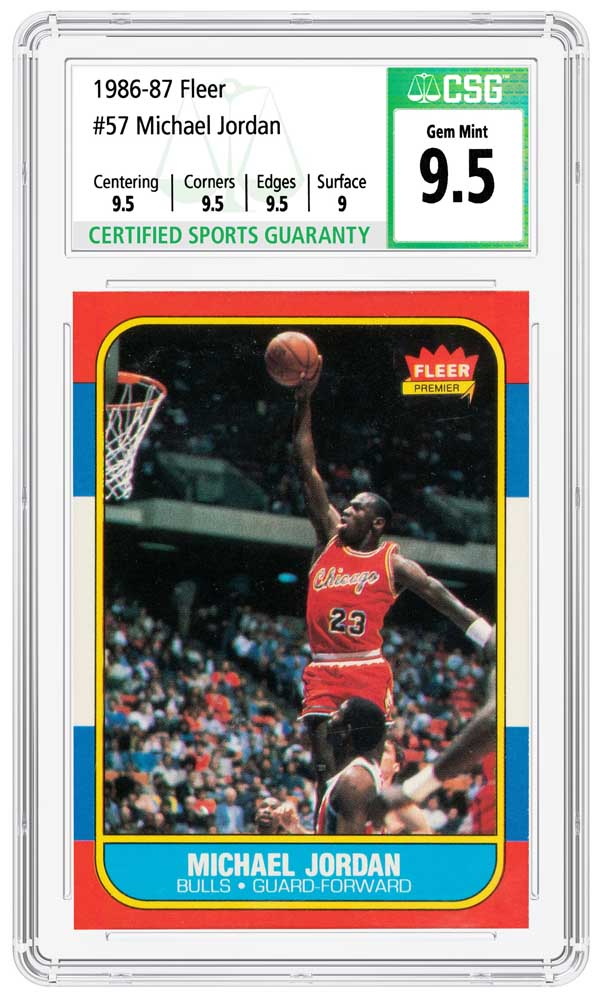 1986-87 Fleer
#57 Michael Jordan
Centering Corners Edges Surface
9.5 9.5 9.5 9
CERTIFIED SPORTS GUARANTY
CSG™
Gem Mint
9.5
FLEER
PREMIER
Chicago
23
MICHAEL JORDAN
BULLS • GUARD-FORWARD